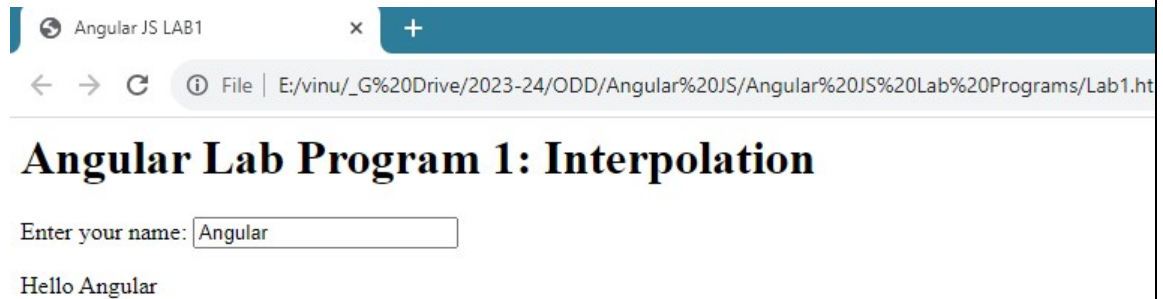 Angular JS LAB1
File | E:/vinu/_G%20Drive/2023-24/ODD/Angular%20JS/Angular%20JS%20Lab%20Programs/Lab1.ht
Angular Lab Program 1: Interpolation
Enter your name: Angular
Hello Angular